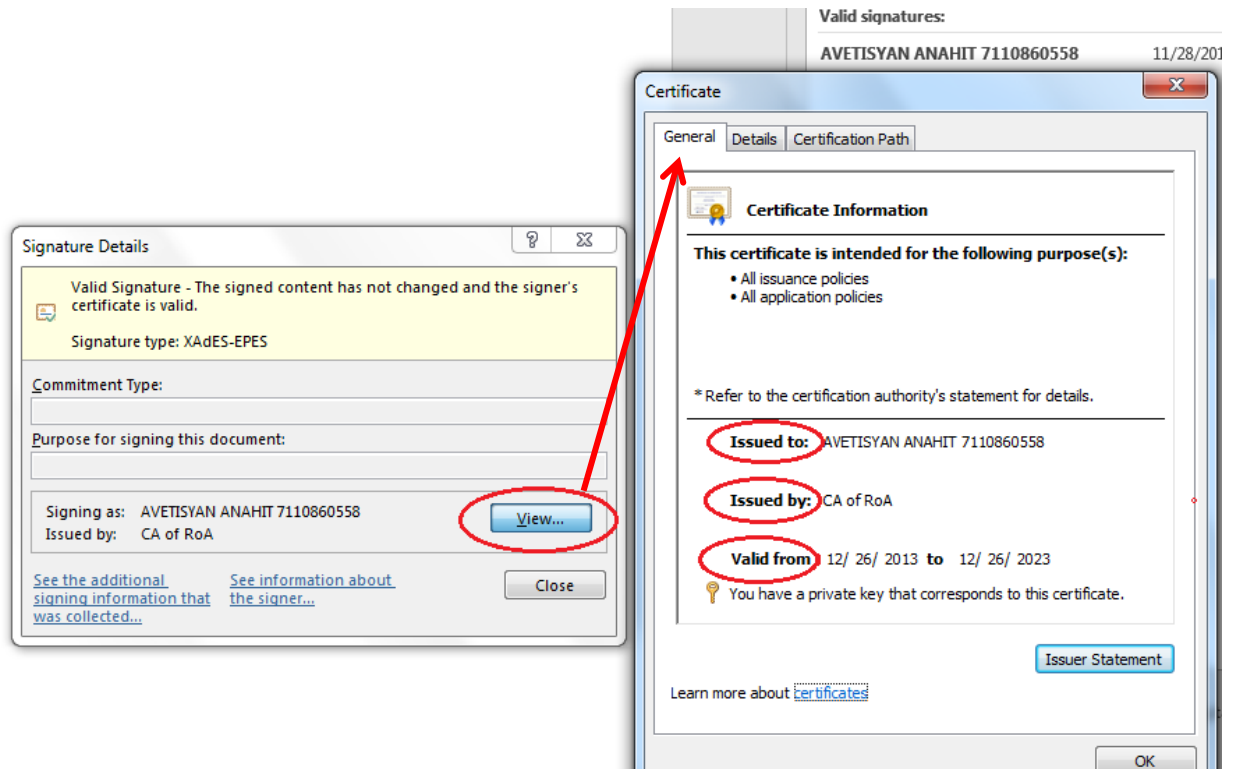 Valid signatures:
AVETISYAN ANAHIT 7110860558 11/28/201
Certificate
General Details Certification Path
Certificate Information
This certificate is intended for the following purpose(s):
• All issuance policies
• All application policies
* Refer to the certification authority's statement for details.
Issued to: AVETISYAN ANAHIT 7110860558
Issued by: CA of RoA
Valid from 12/ 26/ 2013 to 12/ 26/ 2023
You have a private key that corresponds to this certificate.
Issuer Statement
Learn more about certificates
OK
Signature Details
Valid Signature - The signed content has not changed and the signer's
certificate is valid.
Signature type: XAdES-EPES
Commitment Type:
Purpose for signing this document:
Signing as: AVETISYAN ANAHIT 7110860558
Issued by: CA of RoA
View...
See the additional
signing information that
was collected...
See information about
the signer...
Close